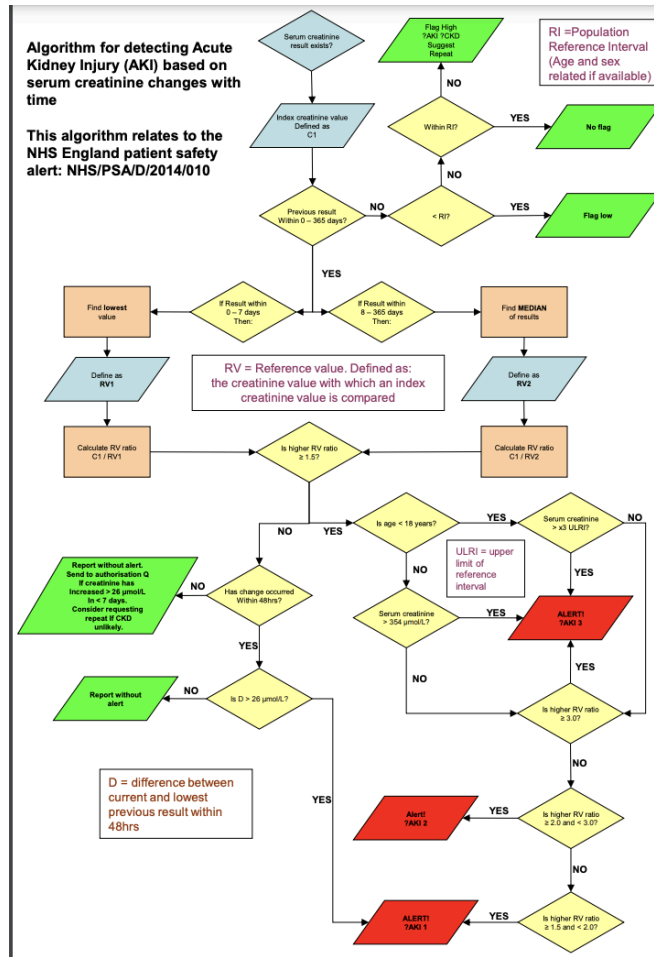 Algorithm for detecting Acute
Kidney Injury (AKI) based on
serum creatinine changes with
time
This algorithm relates to the
NHS England patient safety
alert: NHS/PSA/D/2014/010
Serum creatinine
result exists?
Flag High
?AKI ?CKD
Suggest
Repeat
RI =Population
Reference Interval
(Age and sex
related if available)
Index creatinine value
Defined as
C1
NO
Within RI?
YES
No flag
NO
Previous result
Within 0 – 365 days?
NO
< RI?
YES
Flag low
YES
Find lowest
value
If Result within
0 – 7 days
Then:
If Result within
8 – 365 days
Then:
Find MEDIAN
of results
Define as
RV1
RV = Reference value. Defined as:
the creatinine value with which an index
creatinine value is compared
Define as
RV2
Calculate RV ratio
C1 / RV1
Is higher RV ratio
≥ 1.5?
Calculate RV ratio
C1 / RV2
NO
YES
Is age < 18 years?
YES
Serum creatinine
> x3 ULRI?
NO
ULRI = upper
limit of
reference
interval
Report without alert.
Send to authorisation Q
If creatinine has
Increased > 26 µmol/L
In < 7 days.
Consider requesting
repeat If CKD
unlikely.
NO
Has change occurred
Within 48hrs?
NO
YES
Serum creatinine
> 354 µmol/L?
YES
ALERT!
?AKI 3
YES
YES
NO
Report without
alert
NO
Is D > 26 µmol/L?
Is higher RV ratio
≥ 3.0?
NO
D = difference between
current and lowest
previous result within
48hrs
YES
Alert!
?AKI 2
YES
Is higher RV ratio
≥ 2.0 and < 3.0?
NO
ALERT!
?AKI 1
YES
Is higher RV ratio
≥ 1.5 and < 2.0?